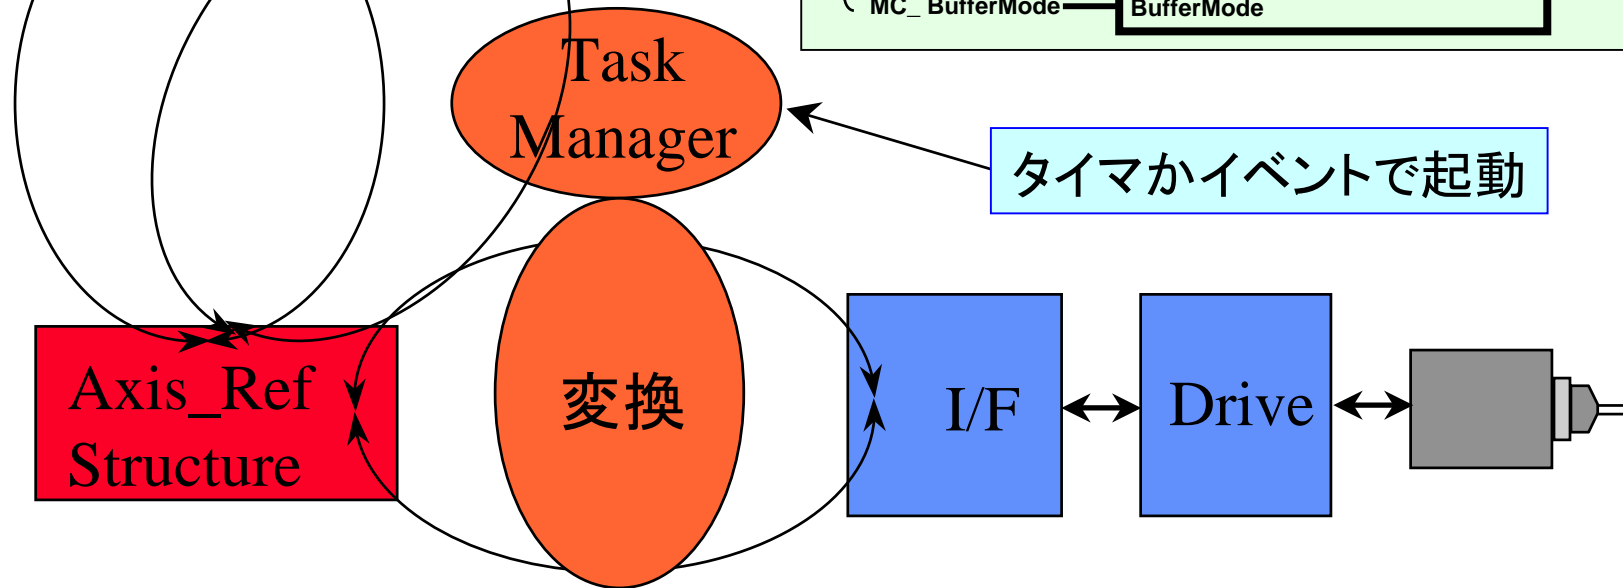 MC_ BufferMode
BufferMode
Task
Manager
タイマかイベントで起動
Axis_Ref
Structure
変換
I/F
Drive